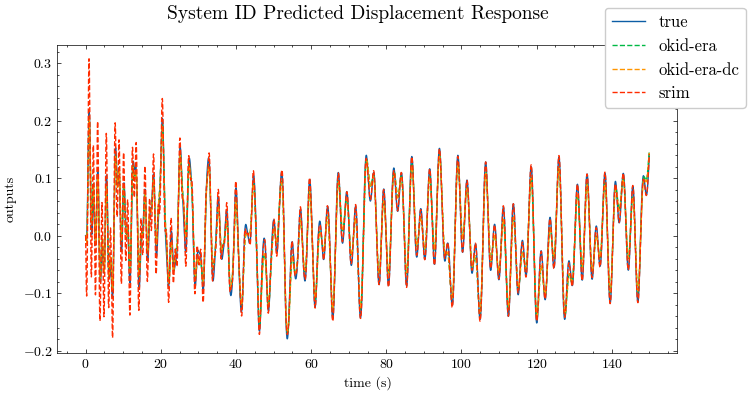 System ID Predicted Displacement Response
true
okid-era
okid-era-dc
srim
0.3
0.2
0.1
0.0
−0.1
−0.2
outputs
0 20 40 60 80 100 120 140
time (s)